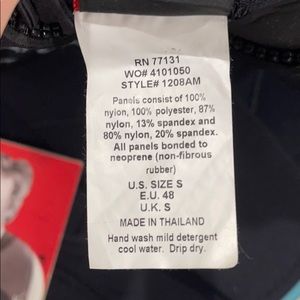 RN 77131
WO# 4101050
STYLE# 1208AM
Panels consist of 100%
nylon, 100% polyester, 87%
nylon, 13% spandex and
80% nylon, 20% spandex.
All panels bonded to
neoprene (non-fibrous
rubber)
U.S. SIZE S
E.U. 48
U.K. S
MADE IN THAILAND
Hand wash mild detergent
cool water. Drip dry.